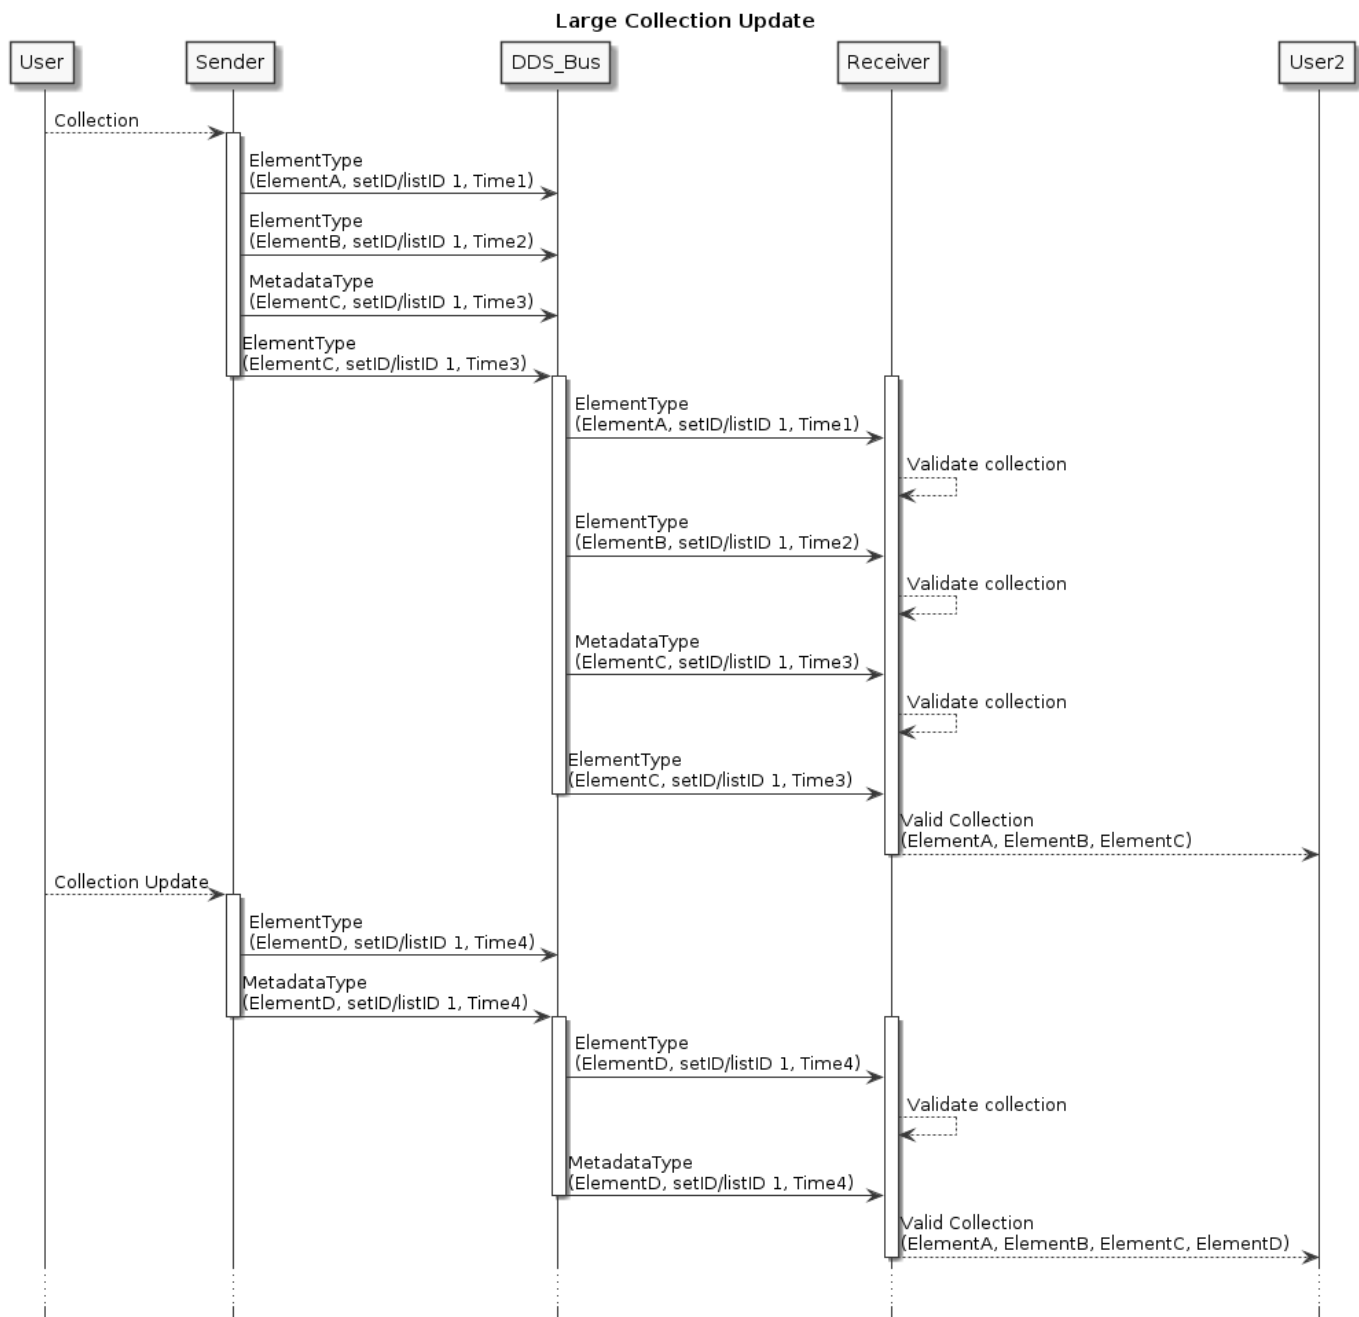 Large Collection Update
User
Sender
DDS_Bus
Receiver
User2
Collection
ElementType
(ElementA, setID/listID 1, Time1)
ElementType
(ElementB, setID/listID 1, Time2)
MetadataType
(ElementC, setID/listID 1, Time3)
ElementType
(ElementC, setID/listID 1, Time3)
ElementType
(ElementA, setID/listID 1, Time1)
Validate collection
ElementType
(ElementB, setID/listID 1, Time2)
Validate collection
MetadataType
(ElementC, setID/listID 1, Time3)
Validate collection
ElementType
(ElementC, setID/listID 1, Time3)
Valid Collection
(ElementA, ElementB, ElementC)
Collection Update
ElementType
(ElementD, setID/listID 1, Time4)
MetadataType
(ElementD, setID/listID 1, Time4)
ElementType
(ElementD, setID/listID 1, Time4)
Validate collection
MetadataType
(ElementD, setID/listID 1, Time4)
Valid Collection
(ElementA, ElementB, ElementC, ElementD)